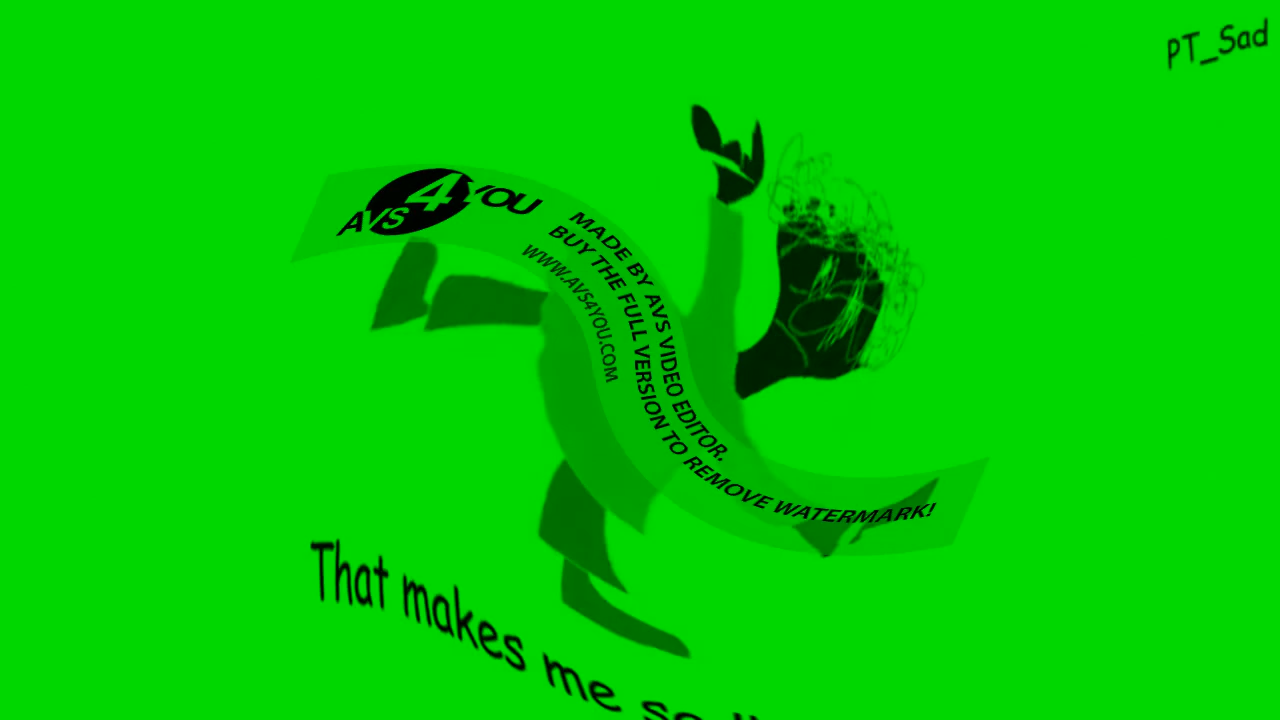 PT_Sad
AVS4YOU
MADE BY AVS VIDEO EDITOR.
BUY THE FULL VERSION TO REMOVE WATERMARK!
WWW.AVS4YOU.COM
That makes me so